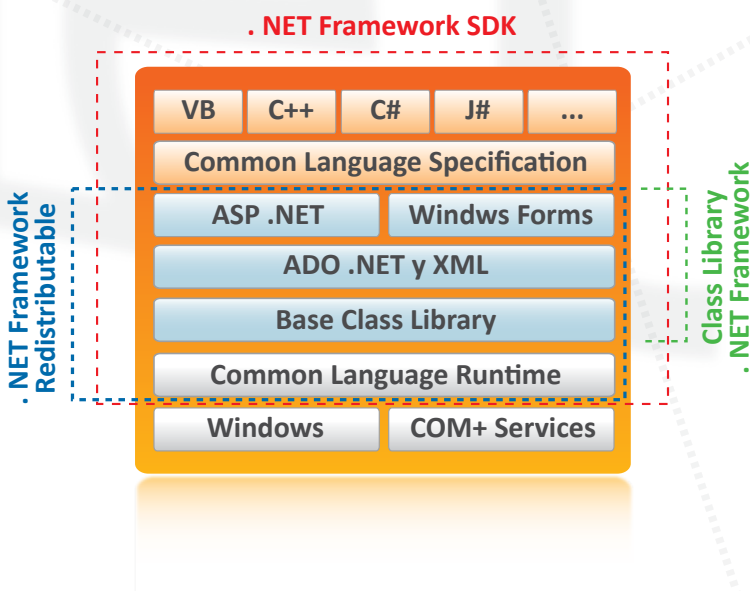 . NET Framework SDK
VB C++ C# J# ...
Common Language Specification
ASP .NET Windws Forms
ADO .NET y XML
Base Class Library
Common Language Runtime
Windows COM+ Services
. NET Framework
Redistributable
Class Library
. NET Framework